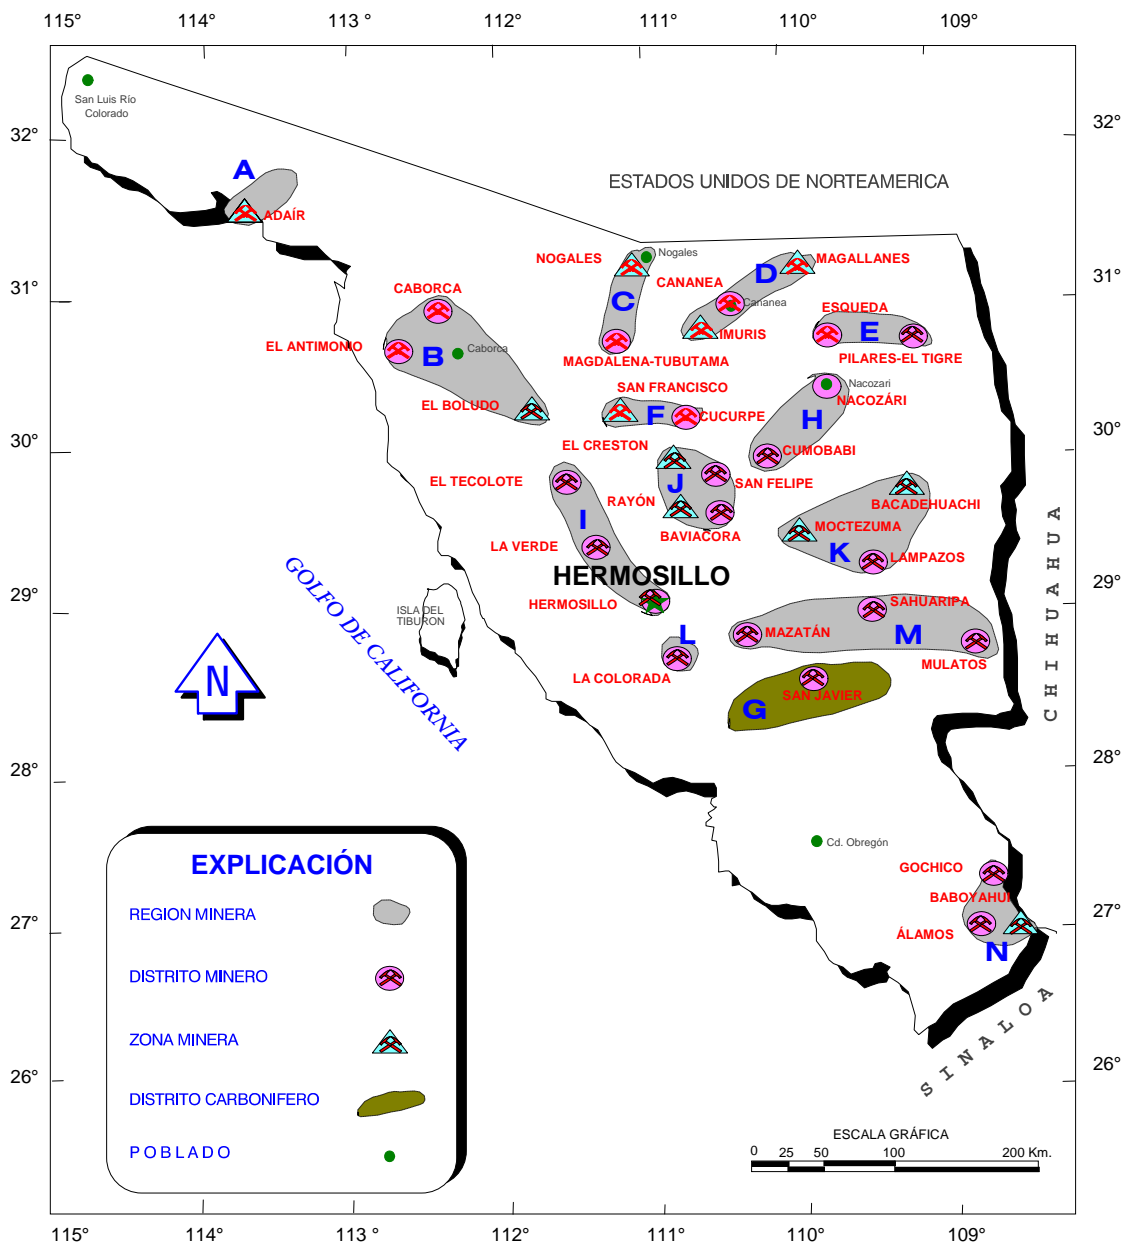 115°
114°
113 °
112°
111°
110°
109°
San Luis Río
Colorado
32°
32°
A
ESTADOS UNIDOS DE NORTEAMERICA
ADAÍR
NOGALES
Nogales
MAGALLANES
D
CANANEA
31°
31°
CABORCA
C
Cananea
ESQUEDA
IMURIS
E
EL ANTIMONIO
B
Caborca
MAGDALENA-TUBUTAMA
PILARES-EL TIGRE
SAN FRANCISCO
Nacozari
NACOZÁRI
EL BOLUDO
F
CUCURPE
H
30°
30°
EL CRESTON
CUMOBABI
EL TECOLOTE
J
SAN FELIPE
RAYÓN
BACADEHUACHI
I
MOCTEZUMA
BAVIACORA
LA VERDE
K
LAMPAZOS
CHIHUAHUA
HERMOSILLO
GOLFO DE CALIFORNIA
29°
29°
ISLA DEL
TIBURON
HERMOSILLO
SAHUARIPA
L
MAZATÁN
M
MULATOS
N
LA COLORADA
SAN JAVIER
G
28°
28°
Cd. Obregón
EXPLICACIÓN
GOCHICO
BABOYAHUI
REGION MINERA
27°
27°
ÁLAMOS
N
DISTRITO MINERO
SINALOA
ZONA MINERA
26°
26°
DISTRITO CARBONIFERO
POBLADO
ESCALA GRÁFICA
0 25 50 100 200 Km.
115°
114°
113°
112°
111°
110°
109°